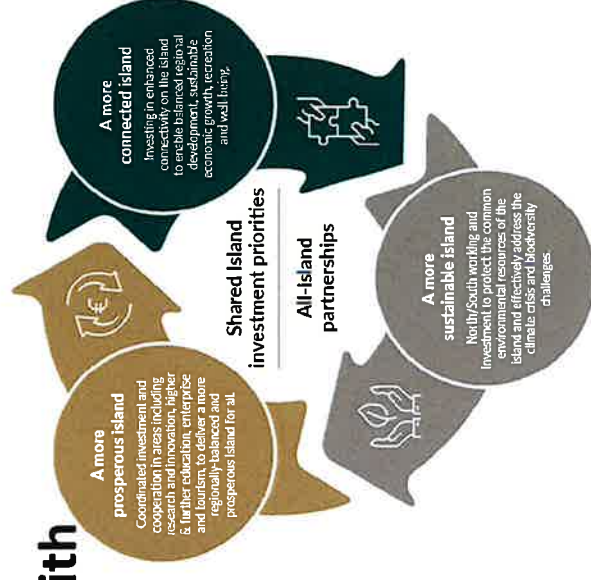 ith
A more
prosperous island
Coordinated investment and
cooperation in areas including
research and innovation, higher
& further education, enterprise
and tourism, to deliver a more
regionally-balanced and
prosperous Island for all.
€
A more
connected island
Investing in enhanced
connectivity on the island
to enable balanced regional
development, sustainable
economic growth, recreation
and well-being.
Shared Island
investment priorities
All-Island
partnerships
A more
sustainable island
North/South working and
Investment to protect the common
environmental resources of the
island and effectively address the
climate crisis and biodiversity
challenges.